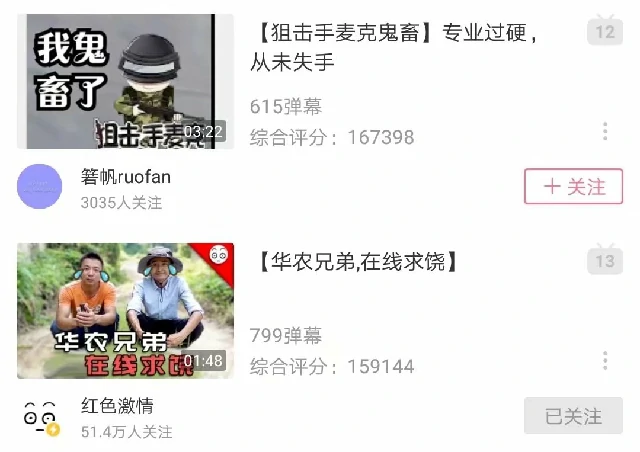 我鬼
畜了
狙击手麦克
03:22
【狙击手麦克鬼畜】专业过硬，
从未失手
12
615弹幕
综合评分：167398
箬帆ruofan
3035人关注
＋ 关注
华农兄弟
在线求饶
01:48
【华农兄弟,在线求饶】
13
799弹幕
综合评分：159144
红色激情
51.4万人关注
已关注